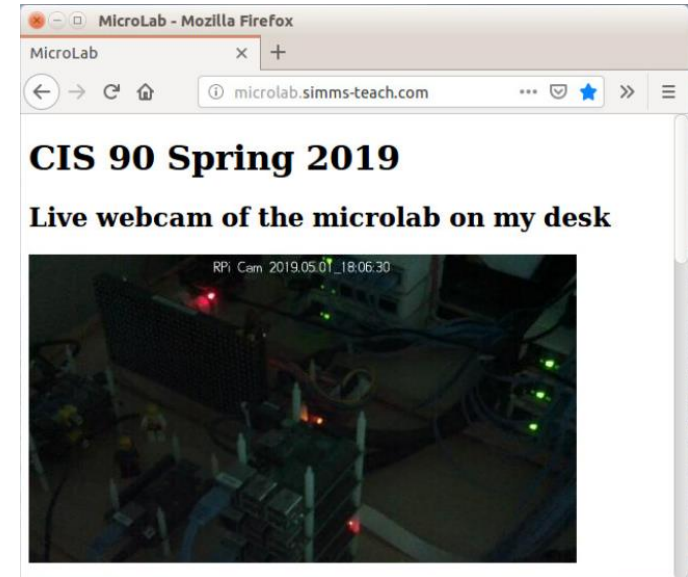 MicroLab - Mozilla Firefox
MicroLab
microlab.simms-teach.com
CIS 90 Spring 2019
Live webcam of the microlab on my desk
RPi Cam 2019.05.01_18:06:30